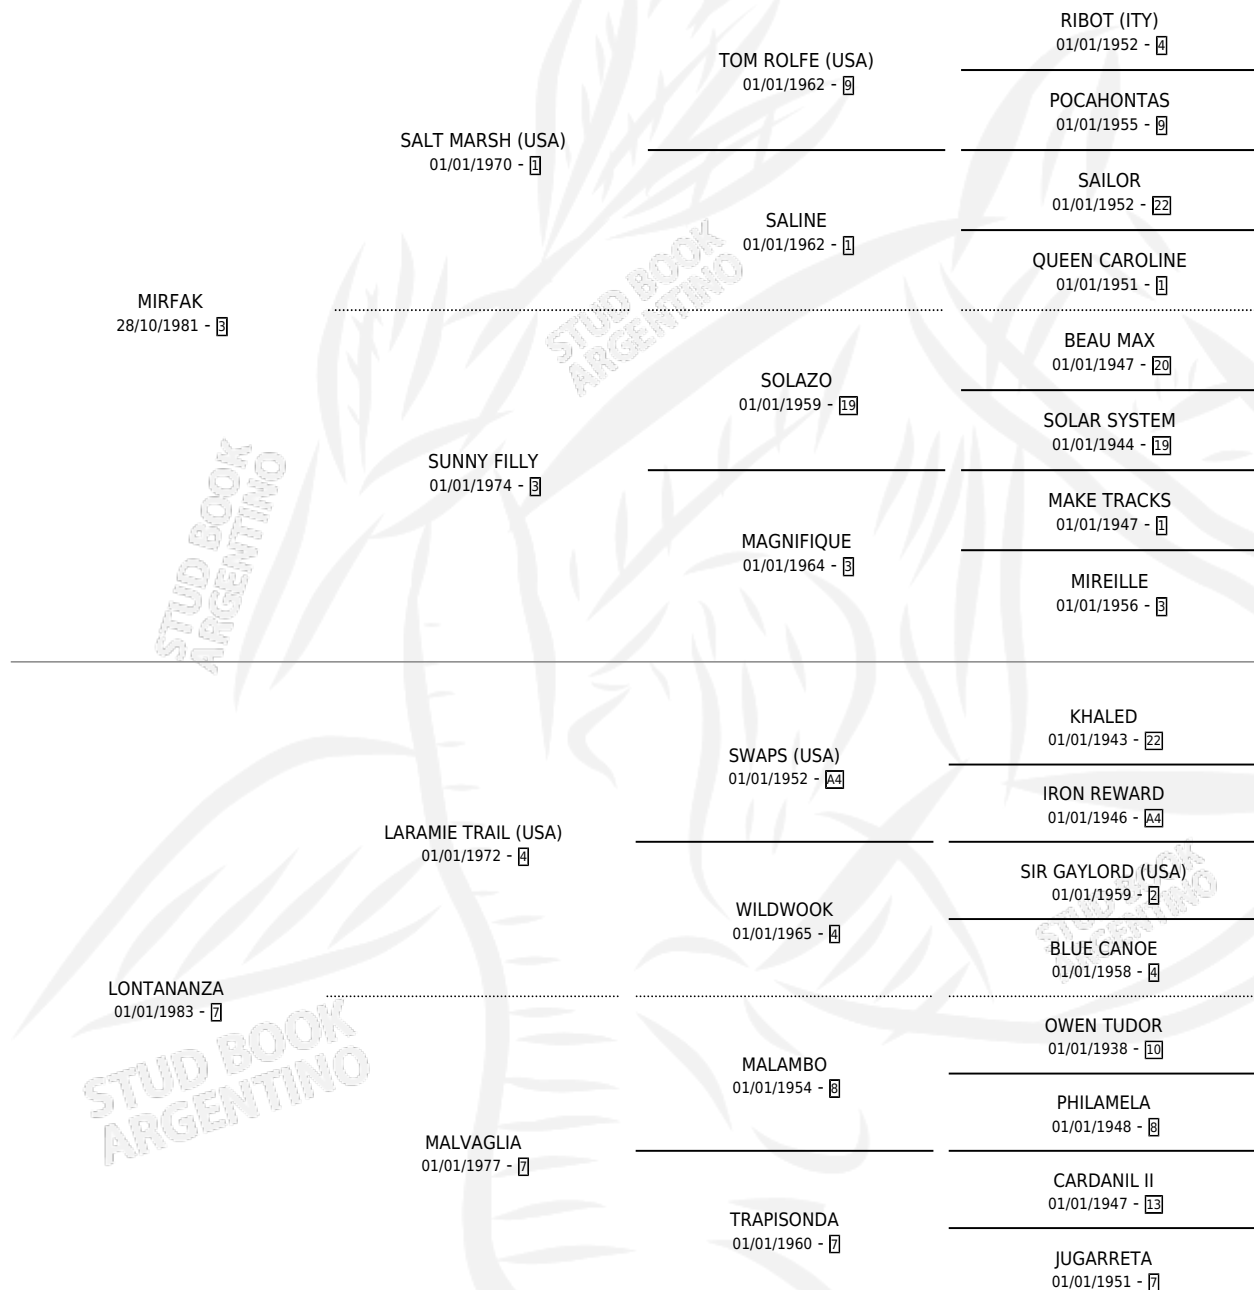 RIBOT (ITY)
01/01/1952 - 4
TOM ROLFE (USA)
01/01/1962 - 9
POCAHONTAS
01/01/1955 - 9
SALT MARSH (USA)
01/01/1970 - 1
SAILOR
01/01/1952 - 22
SALINE
01/01/1962 - 1
QUEEN CAROLINE
01/01/1951 - 1
MIRFAK
28/10/1981 - 3
BEAU MAX
01/01/1947 - 20
SOLAZO
01/01/1959 - 19
SOLAR SYSTEM
01/01/1944 - 19
SUNNY FILLY
01/01/1974 - 3
MAKE TRACKS
01/01/1947 - 1
MAGNIFIQUE
01/01/1964 - 3
MIREILLE
01/01/1956 - 3
KHALED
01/01/1943 - 22
SWAPS (USA)
01/01/1952 - A4
IRON REWARD
01/01/1946 - A4
LARAMIE TRAIL (USA)
01/01/1972 - 4
SIR GAYLORD (USA)
01/01/1959 - 2
WILDWOOK
01/01/1965 - 4
BLUE CANOE
01/01/1958 - 4
LONTANANZA
01/01/1983 - 7
OWEN TUDOR
01/01/1938 - 10
MALAMBO
01/01/1954 - 8
PHILAMELA
01/01/1948 - 8
MALVAGLIA
01/01/1977 - 7
CARDANIL II
01/01/1947 - 13
TRAPISONDA
01/01/1960 - 7
JUGARRETA
01/01/1951 - 7
STUD BOOK
ARGENTINO
STUD BOOK
ARGENTINO
STUD BOOK
ARGENTINO
STUD BOOK
ARGENTINO